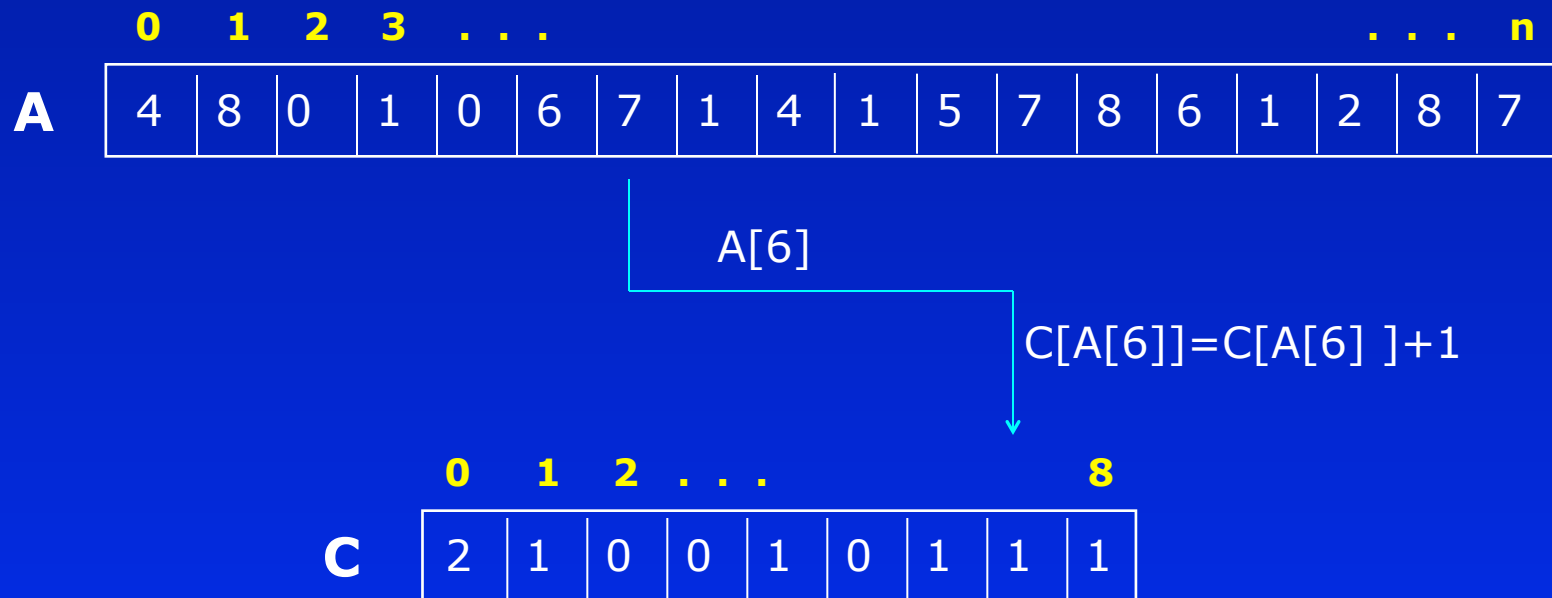 0 1 2 3 . . . . . . n
A 4 8 0 1 0 6 7 1 4 1 5 7 8 6 1 2 8 7
A[6]
C[A[6]]=C[A[6] ]+1
0 1 2 . . . 8
C 2 1 0 0 1 0 1 1 1